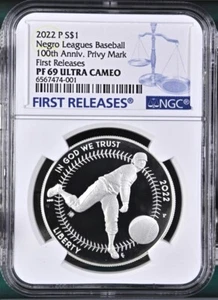 2022 P S$1
Negro Leagues Baseball
100th Anniv. Privy Mark
First Releases
PF 69 ULTRA CAMEO
6567474-001
FIRST RELEASES
NGC
IN GOD WE TRUST
2022
P
LIBERTY